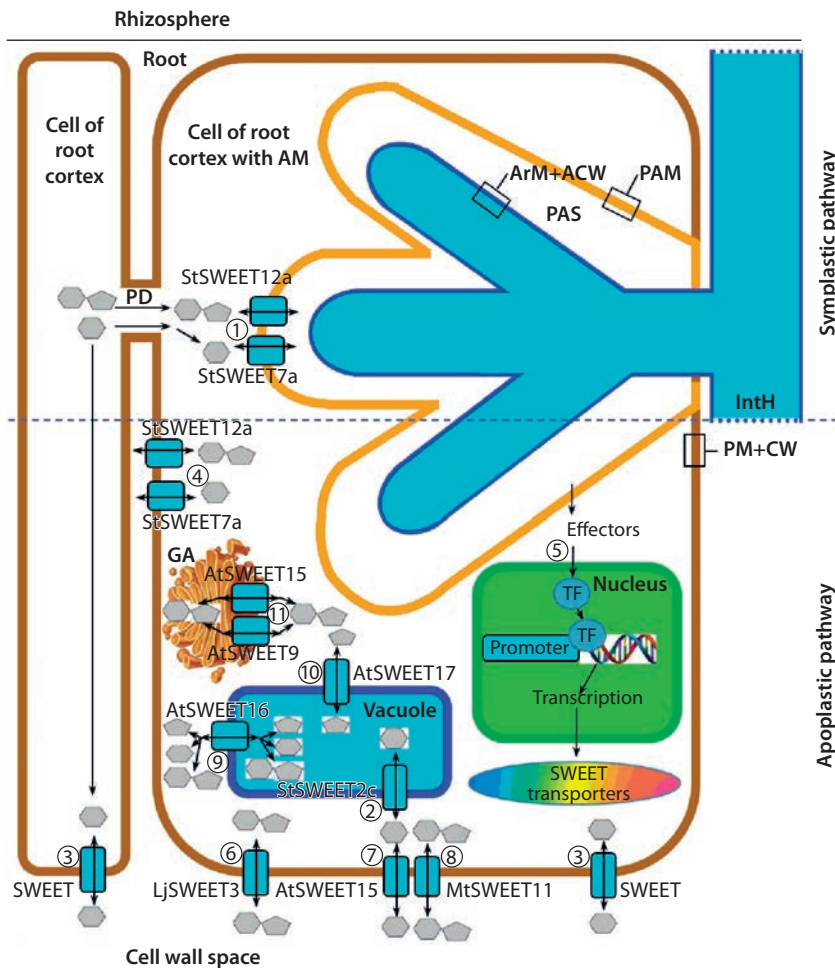 Rhizosphere
Root
Cell of
root
cortex
Cell of root
cortex with AM
ArM+ACW
PAM
PAS
Symplastic pathway
StSWEET12a
PD
①
StSWEET7a
IntH
StSWEET12a
④
StSWEET7a
PM+CW
Effectors
⑤
GA
AtSWEET15
⑪
AtSWEET9
Nucleus
TF
TF
Promoter
Transcription
⑩
AtSWEET17
Vacuole
AtSWEET16
⑨
StSWEET2c
②
SWEET
transporters
Apoplastic pathway
③
SWEET
⑥
LjSWEET3
⑦
AtSWEET15
⑧
MtSWEET11
③
SWEET
Cell wall space